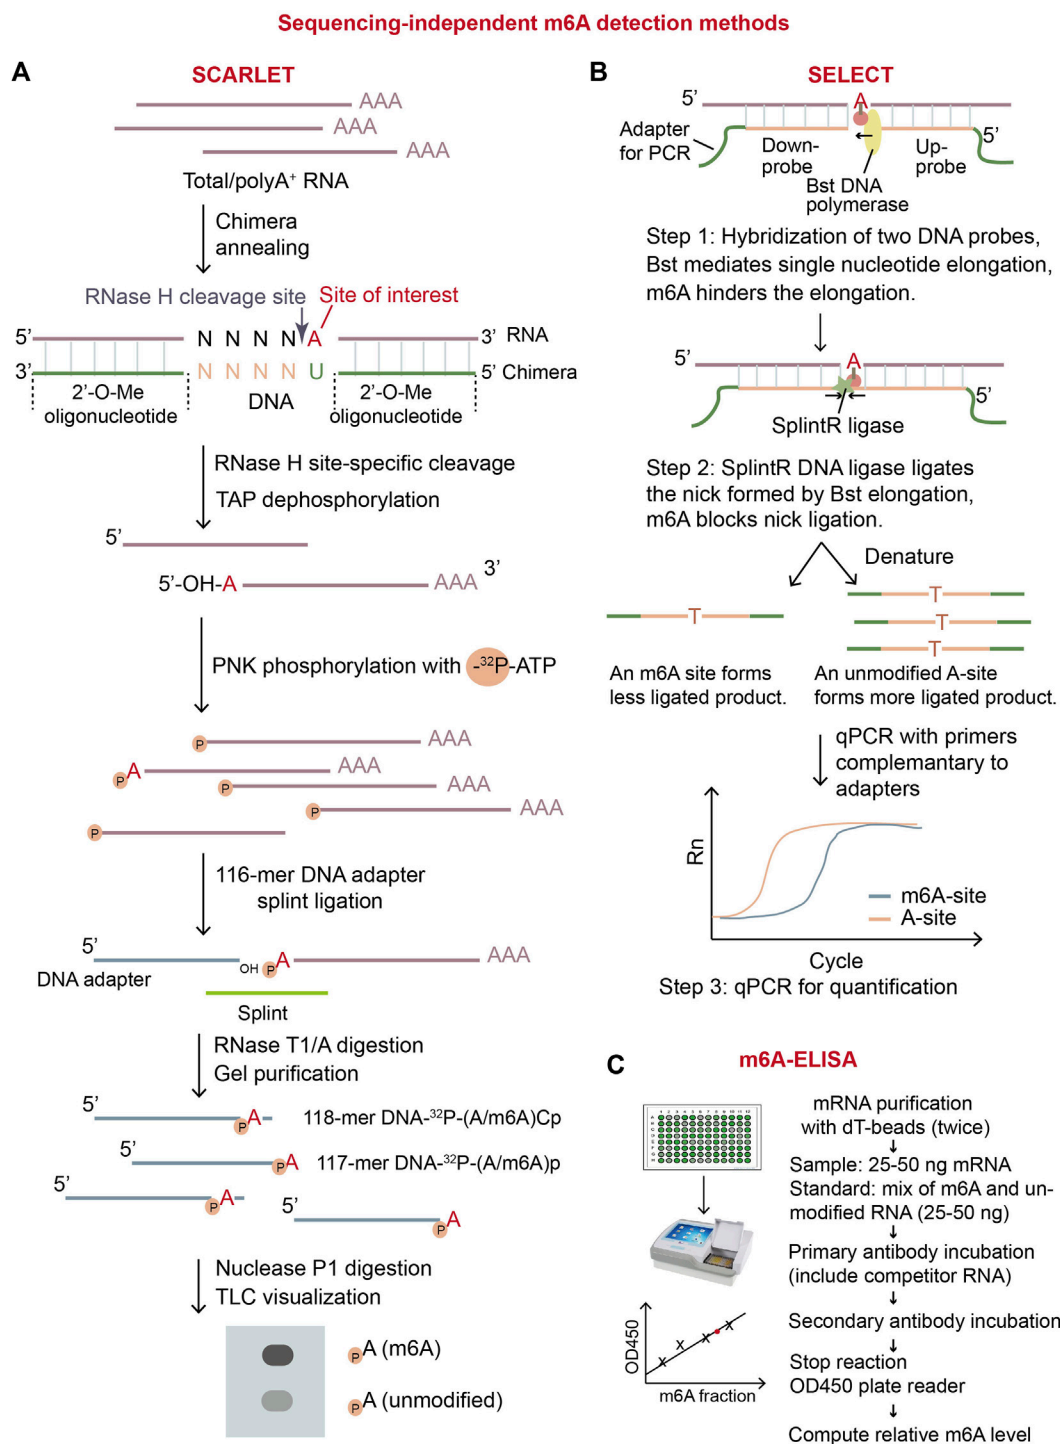 Sequencing-independent m6A detection methods
A
SCARLET
AAA
AAA
AAA
Total/polyA⁺ RNA
Chimera
annealing
RNase H cleavage site
Site of interest
5’
N N N N A
3’
RNA
3’
N N N N U
5’
Chimera
2’-O-Me
oligonucleotide
DNA
2’-O-Me
oligonucleotide
RNase H site-specific cleavage
TAP dephosphorylation
5’
5’-OH-A
AAA
3’
PNK phosphorylation with -³²P-ATP
P
AAA
P
A
AAA
P
AAA
P
AAA
P
116-mer DNA adapter
splint ligation
5’
DNA adapter
OH
P
A
AAA
Splint
RNase T1/A digestion
Gel purification
5’
P
A
118-mer DNA-³²P-(A/m6A)Cp
5’
P
A
117-mer DNA-³²P-(A/m6A)p
5’
P
A
5’
P
A
Nuclease P1 digestion
TLC visualization
P
A (m6A)
P
A (unmodified)
B
SELECT
5’
A
Adapter
for PCR
Down-
probe
Up-
probe
5’
Bst DNA
polymerase
Step 1: Hybridization of two DNA probes,
Bst mediates single nucleotide elongation,
m6A hinders the elongation.
5’
A
5’
SplintR ligase
Step 2: SplintR DNA ligase ligates
the nick formed by Bst elongation,
m6A blocks nick ligation.
Denature
T
T
T
T
An m6A site forms
less ligated product.
An unmodified A-site
forms more ligated product.
qPCR with primers
complemantary to
adapters
Rn
m6A-site
A-site
Cycle
Step 3: qPCR for quantification
C
m6A-ELISA
mRNA purification
with dT-beads (twice)
Sample: 25-50 ng mRNA
Standard: mix of m6A and un-
modified RNA (25-50 ng)
Primary antibody incubation
(include competitor RNA)
Secondary antibody incubation
Stop reaction
OD450 plate reader
Compute relative m6A level
OD450
x x x x
m6A fraction